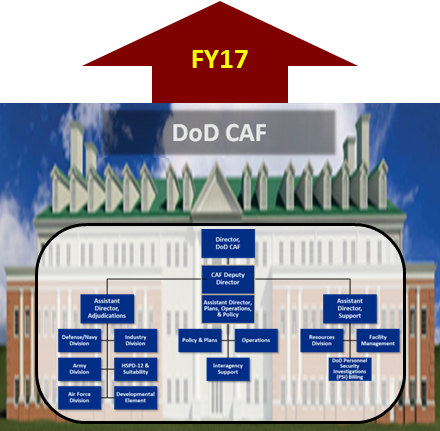 FY17
DoD CAF
Director,
DoD CAF
CAF Deputy
Director
Assistant
Director,
Adjudications
Assistant Director,
Plans, Operations,
& Policy
Assistant
Director,
Support
Defense/Navy
Division
Industry
Division
Policy & Plans
Operations
Resources
Division
Facility
Management
Army
Division
HSPD-12 &
Suitability
Interagency
Support
DoD Personnel
Security
Investigations
(PSI) Billing
Air Force
Division
Developmental
Element